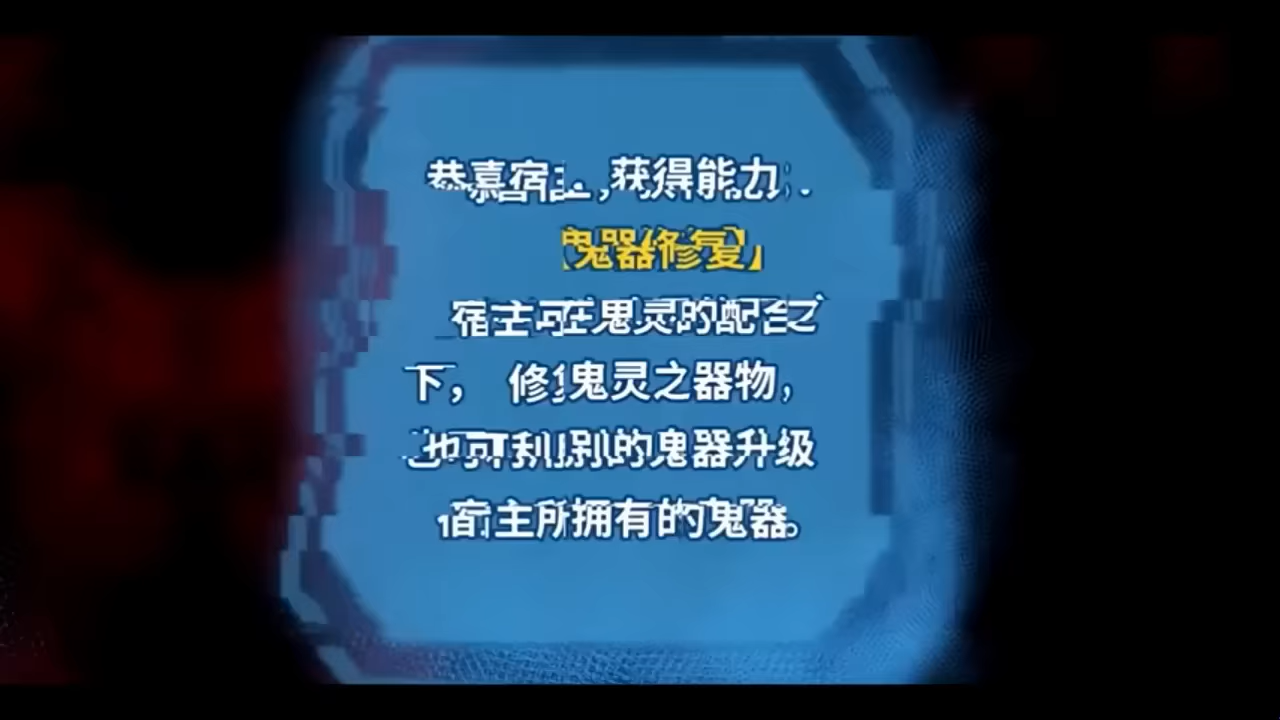 恭喜宿主,获得能力:
【鬼器修复】
宿主可在鬼灵的配合之
下,修复鬼灵之器物,
也可利用别的鬼器升级
宿主所拥有的鬼器。